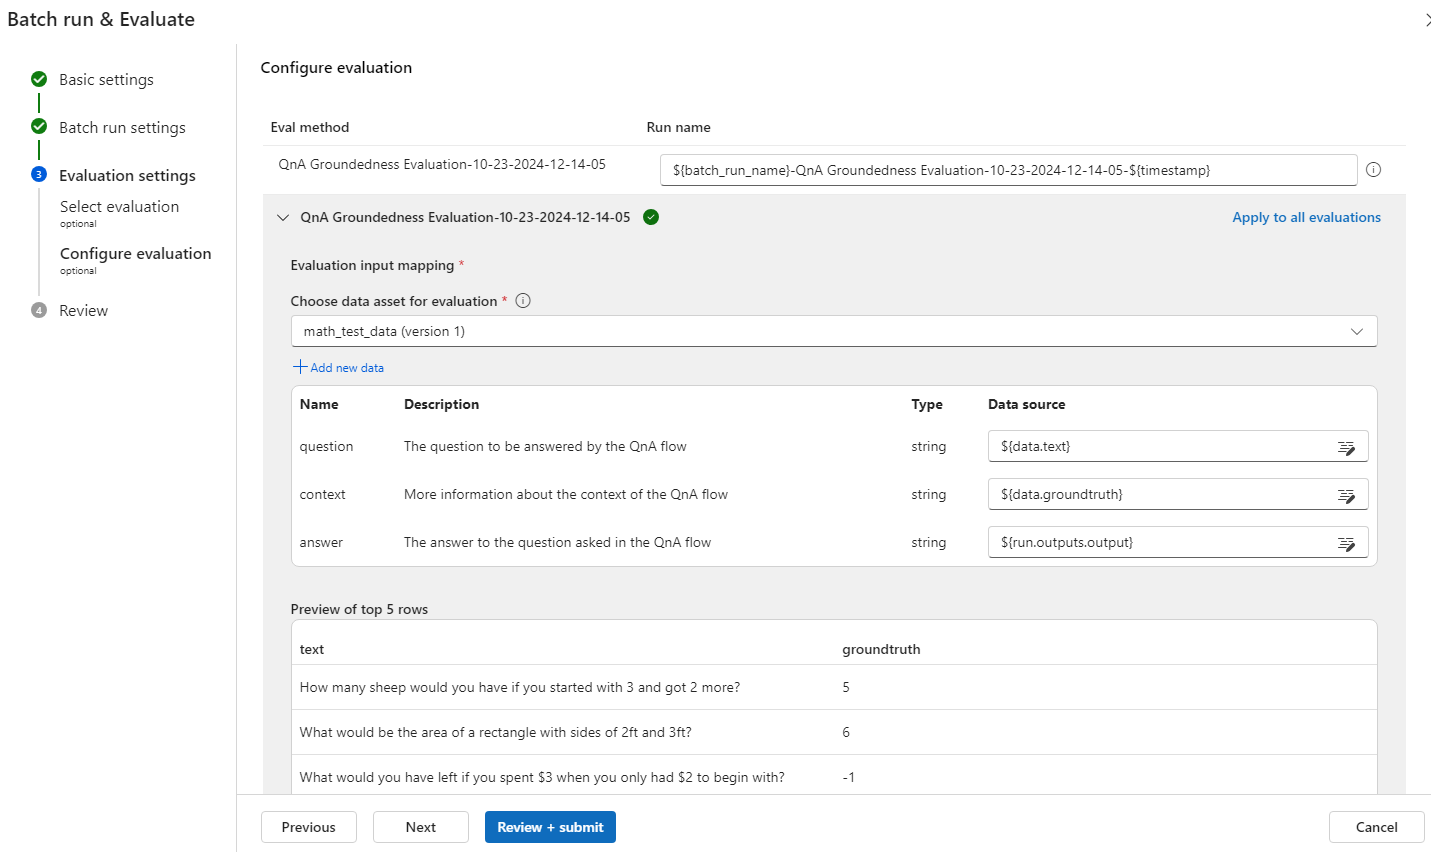 Batch run & Evaluate
Basic settings
Batch run settings
3 Evaluation settings
Select evaluation
optional
Configure evaluation
optional
4 Review
Configure evaluation
Eval method Run name
QnA Groundedness Evaluation-10-23-2024-12-14-05 ${batch_run_name}-QnA Groundedness Evaluation-10-23-2024-12-14-05-${timestamp}
QnA Groundedness Evaluation-10-23-2024-12-14-05 Apply to all evaluations
Evaluation input mapping *
Choose data asset for evaluation *
math_test_data (version 1)
Add new data
Name Description Type Data source
question The question to be answered by the QnA flow string ${data.text}
context More information about the context of the QnA flow string ${data.groundtruth}
answer The answer to the question asked in the QnA flow string ${run.outputs.output}
Preview of top 5 rows
text groundtruth
How many sheep would you have if you started with 3 and got 2 more? 5
What would be the area of a rectangle with sides of 2ft and 3ft? 6
What would you have left if you spent $3 when you only had $2 to begin with? -1
Previous Next Review + submit Cancel